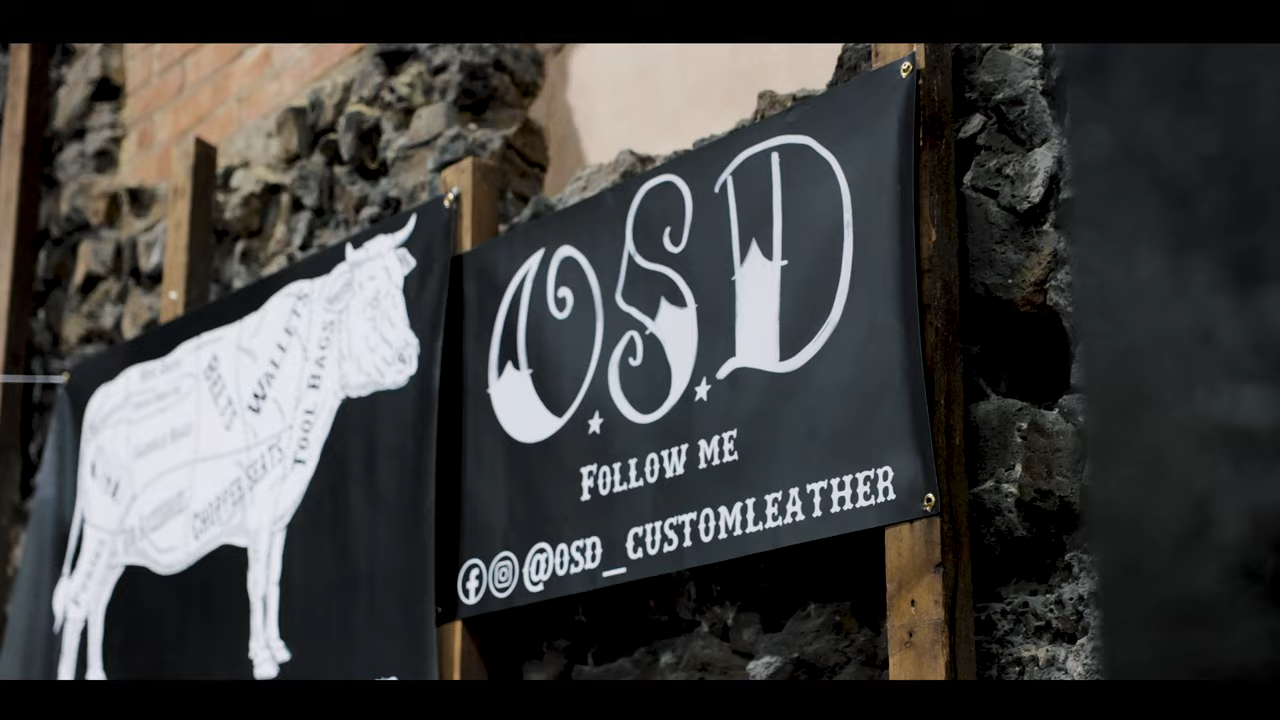 BELTS
WALLETS
TOOL BAGS
CHOPPER SEATS
O.S.D
FOLLOW ME
@OSD_CUSTOMLEATHER